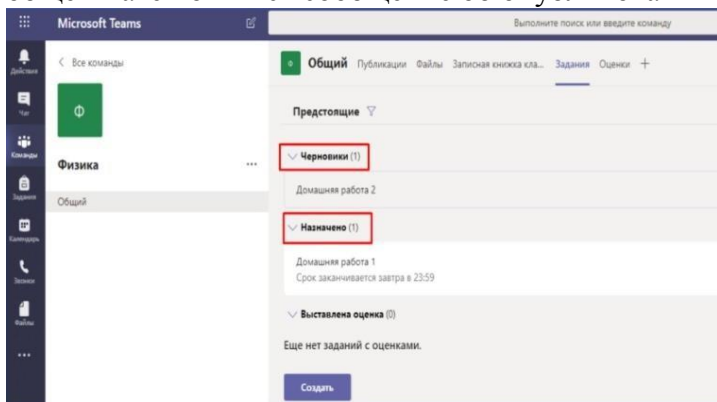 Microsoft Teams
Выполните поиск или введите команду
Действия
Чат
Команды
Задания
Календарь
Звонки
Файлы
Все команды
Ф
Физика
Общий
Общий Публикации Файлы Записная книжка кла... Задания Оценки +
Предстоящие
Черновики (1)
Домашняя работа 2
Назначено (1)
Домашняя работа 1
Срок заканчивается завтра в 23:59
Выставлена оценка (0)
Еще нет заданий с оценками.
Создать